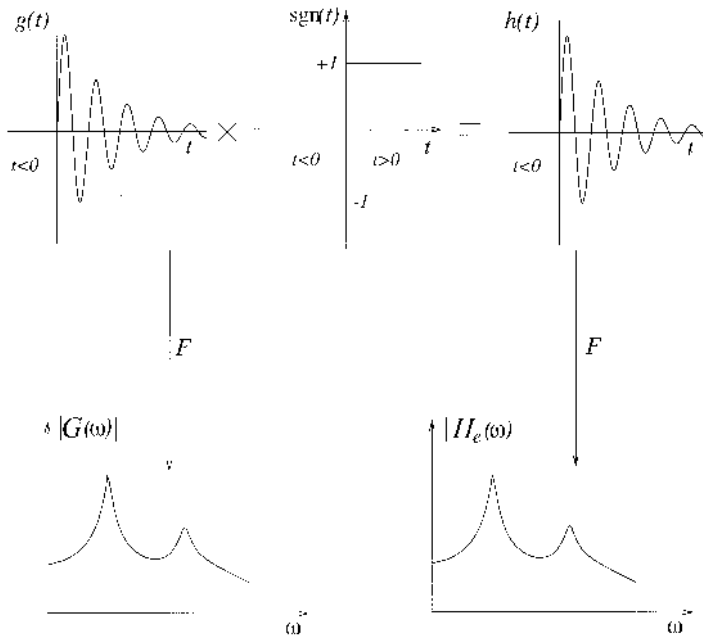 g(t)
sgn(t)
h(t)
+1
t
t
t
t<0
t<0
t>0
t<0
-1
F
F
|G(ω)|
|H_e(ω)
ω
ω